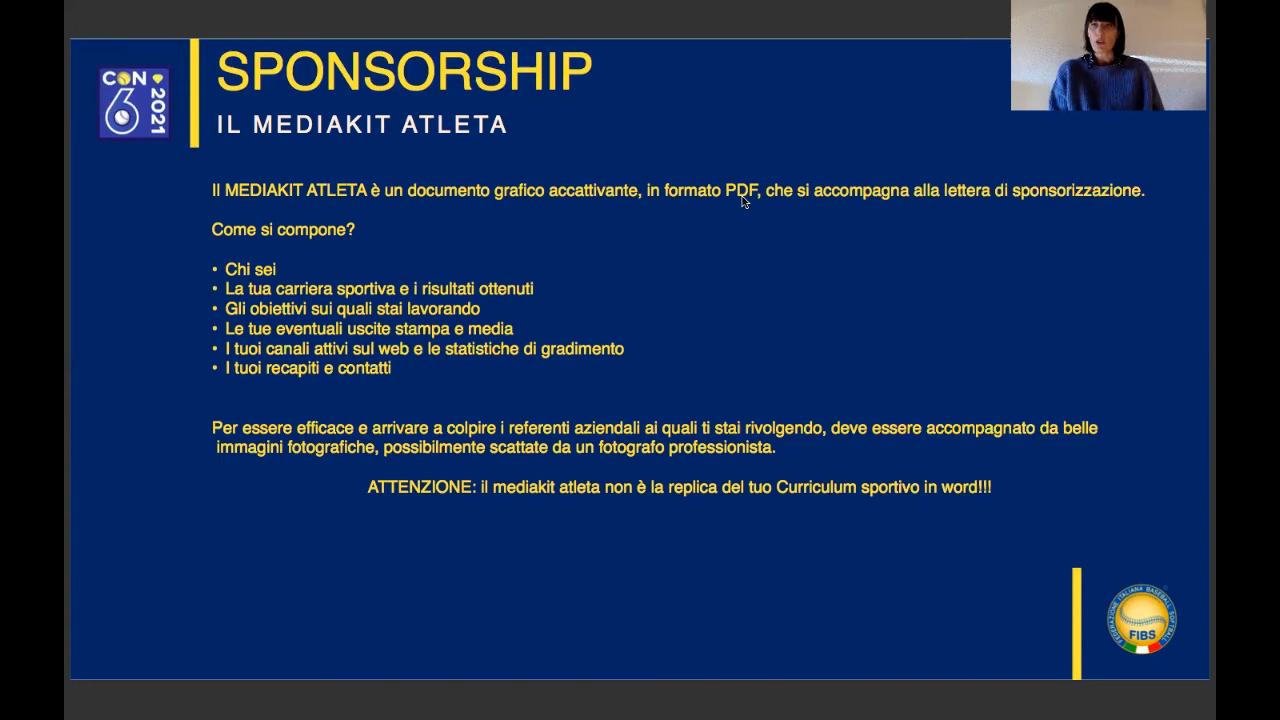 SPONSORSHIP
IL MEDIAKIT ATLETA
CON
6
2021
Il MEDIAKIT ATLETA è un documento grafico accattivante, in formato PDF, che si accompagna alla lettera di sponsorizzazione.
Come si compone?
• Chi sei
• La tua carriera sportiva e i risultati ottenuti
• Gli obiettivi sui quali stai lavorando
• Le tue eventuali uscite stampa e media
• I tuoi canali attivi sul web e le statistiche di gradimento
• I tuoi recapiti e contatti
Per essere efficace e arrivare a colpire i referenti aziendali ai quali ti stai rivolgendo, deve essere accompagnato da belle
immagini fotografiche, possibilmente scattate da un fotografo professionista.
ATTENZIONE: il mediakit atleta non è la replica del tuo Curriculum sportivo in word!!!
FEDERAZIONE ITALIANA BASEBALL SOFTBALL
FIBS